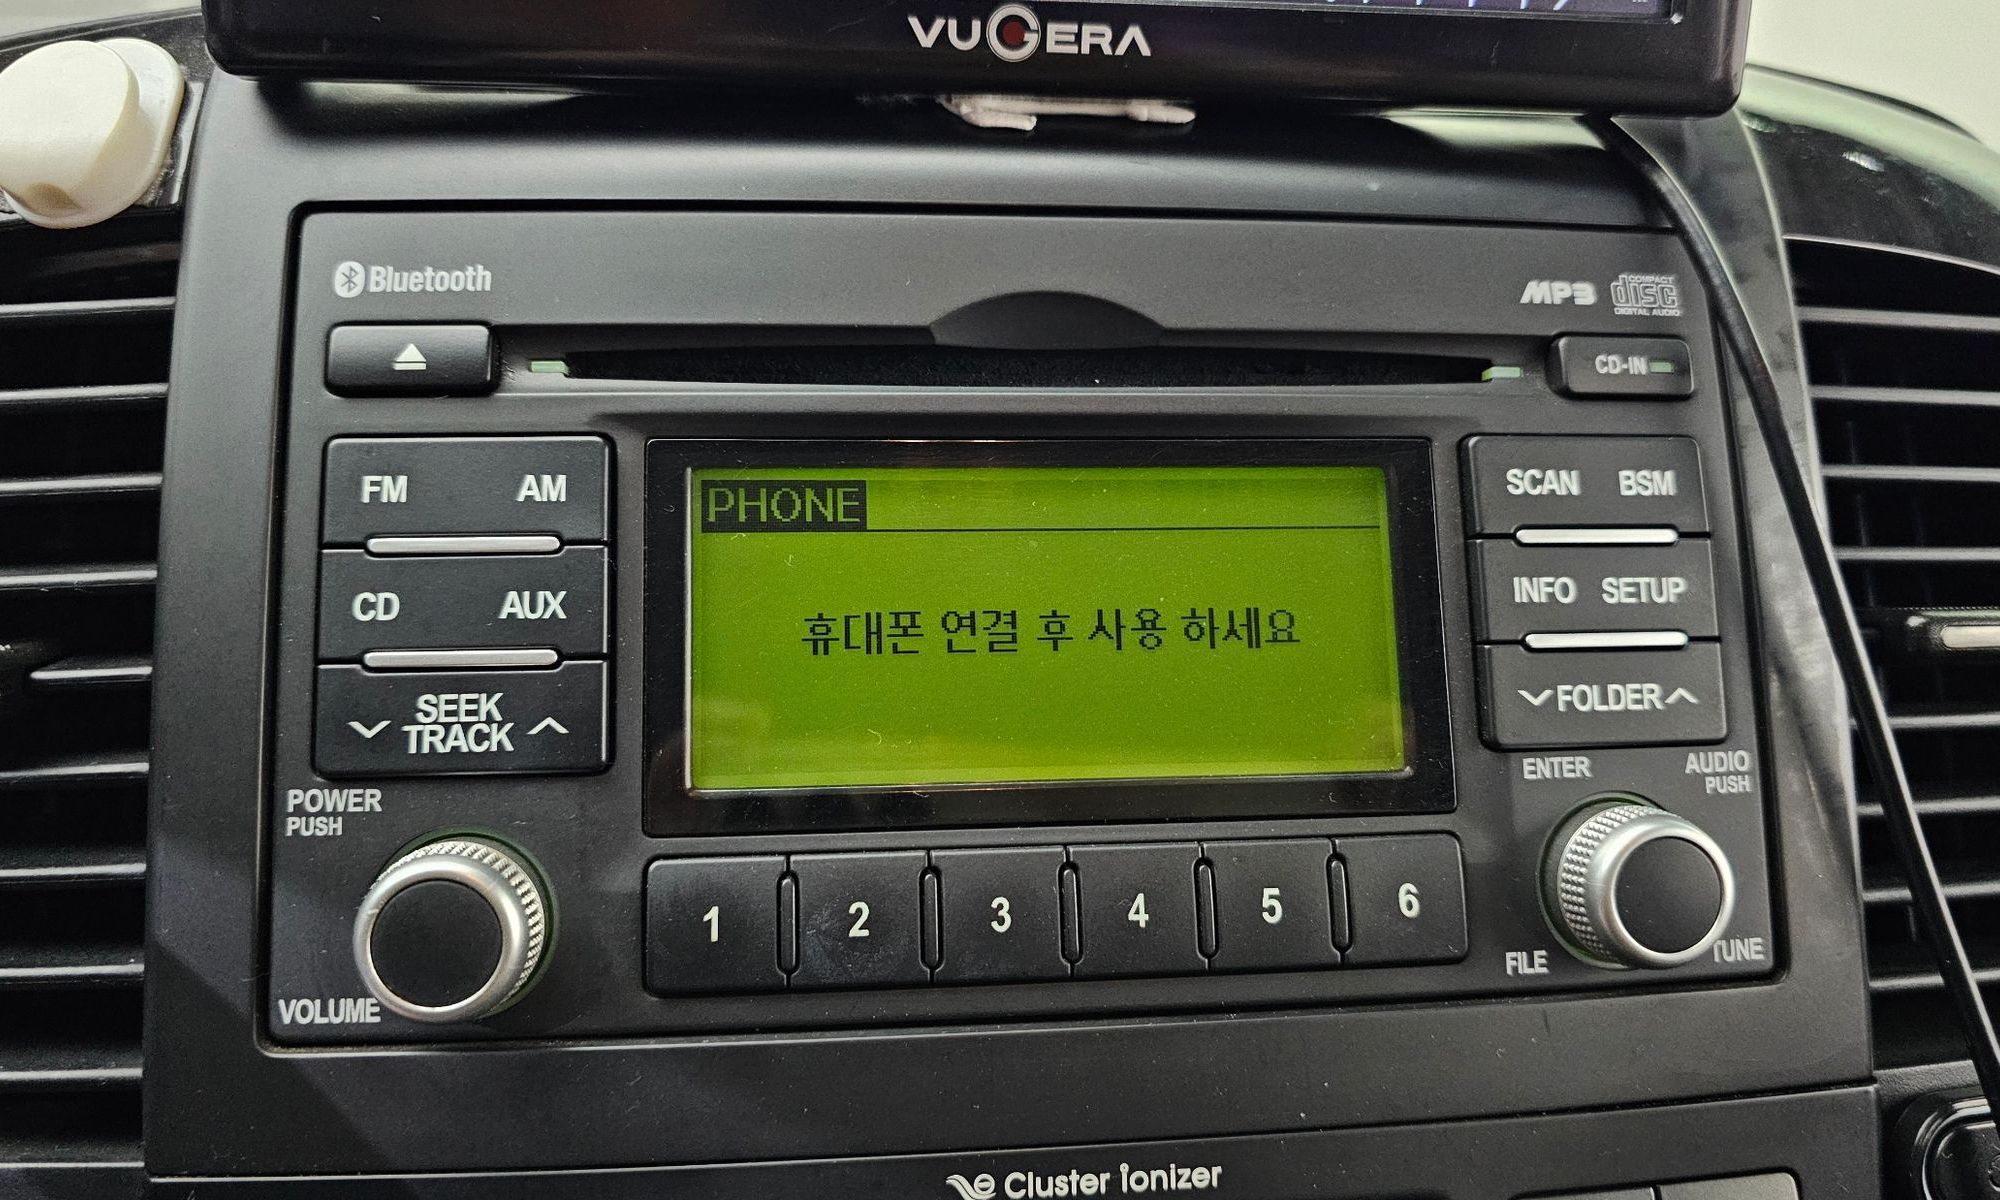 VUGERA
Bluetooth
MP3
COMPACT
disc
DIGITAL AUDIO
CD-IN
FM AM
SCAN BSM
PHONE
CD AUX
INFO SETUP
휴대폰 연결 후 사용 하세요
SEEK
TRACK
FOLDER
POWER
PUSH
ENTER
AUDIO
PUSH
1 2 3 4 5 6
VOLUME
FILE
TUNE
Cluster ionizer